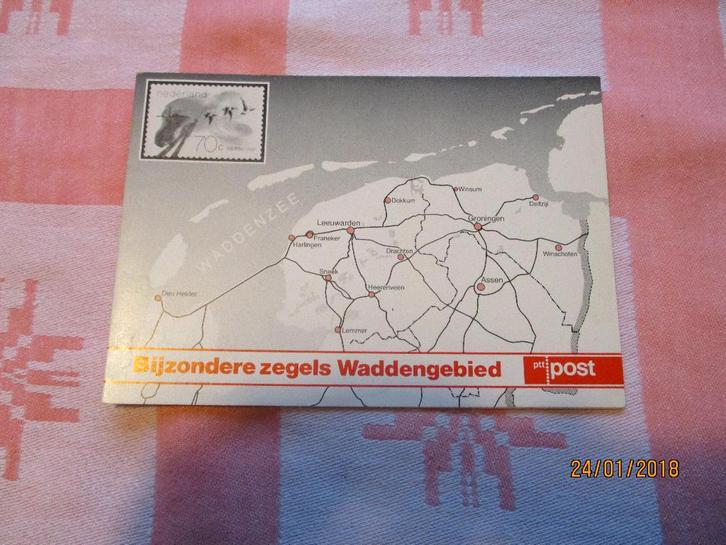 nederland
70c
WADDENZEE
Winsum
Dokkum
Delfzijl
Leeuwarden
Groningen
Franeker
Harlingen
Drachten
Winschoten
Sneek
Assen
Heerenveen
Den Helder
Lemmer
Bijzondere zegels Waddengebied
ptt post
24/01/2018